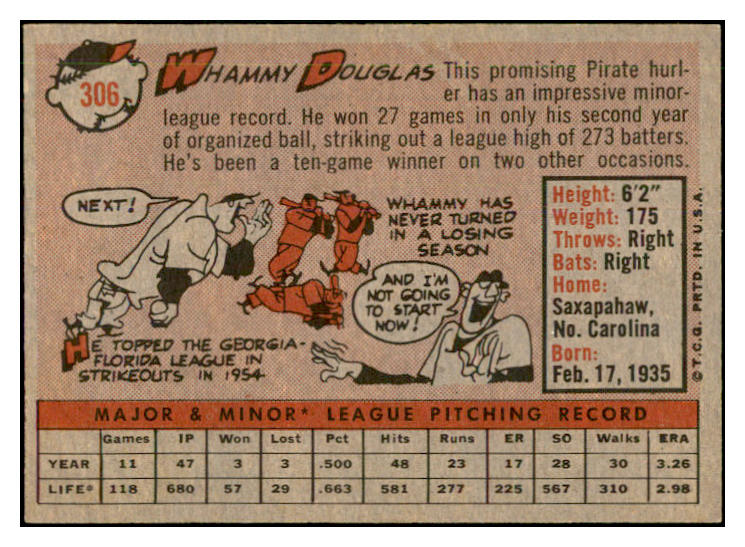 306
WHAMMY DOUGLAS This promising Pirate hurl-
er has an impressive minor-
league record. He won 27 games in only his second year
of organized ball, striking out a league high of 273 batters.
He's been a ten-game winner on two other occasions.
NEXT!
WHAMMY HAS
NEVER TURNED
IN A LOSING
SEASON
AND I'M
NOT GOING
TO START
NOW!
HE TOPPED THE GEORGIA-
FLORIDA LEAGUE IN
STRIKEOUTS IN 1954
Height: 6'2"
Weight: 175
Throws: Right
Bats: Right
Home:
Saxapahaw,
No. Carolina
Born:
Feb. 17, 1935
© T.C.G. PRTD. IN U.S.A.
MAJOR & MINOR* LEAGUE PITCHING RECORD
Games IP Won Lost Pct Hits Runs ER SO Walks ERA
YEAR 11 47 3 3 .500 48 23 17 28 30 3.26
LIFE* 118 680 57 29 .663 581 277 225 567 310 2.98